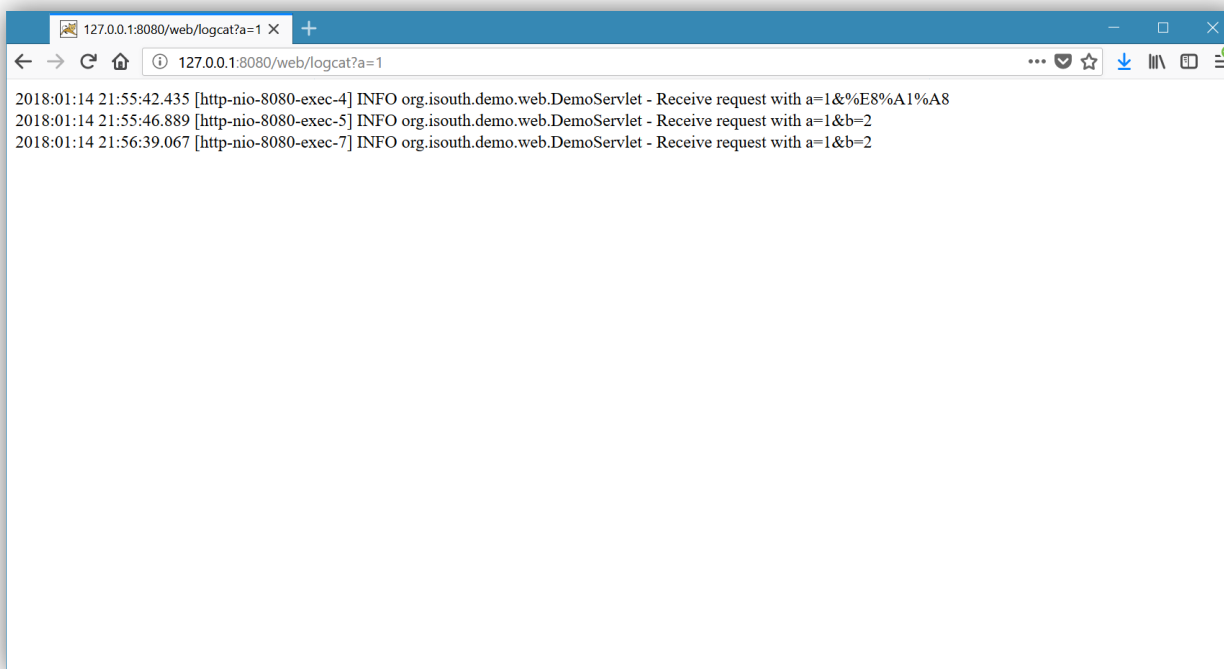 127.0.0.1:8080/web/logcat?a=1
127.0.0.1:8080/web/logcat?a=1
2018:01:14 21:55:42.435 [http-nio-8080-exec-4] INFO org.isouth.demo.web.DemoServlet - Receive request with a=1&%E8%A1%A8
2018:01:14 21:55:46.889 [http-nio-8080-exec-5] INFO org.isouth.demo.web.DemoServlet - Receive request with a=1&b=2
2018:01:14 21:56:39.067 [http-nio-8080-exec-7] INFO org.isouth.demo.web.DemoServlet - Receive request with a=1&b=2